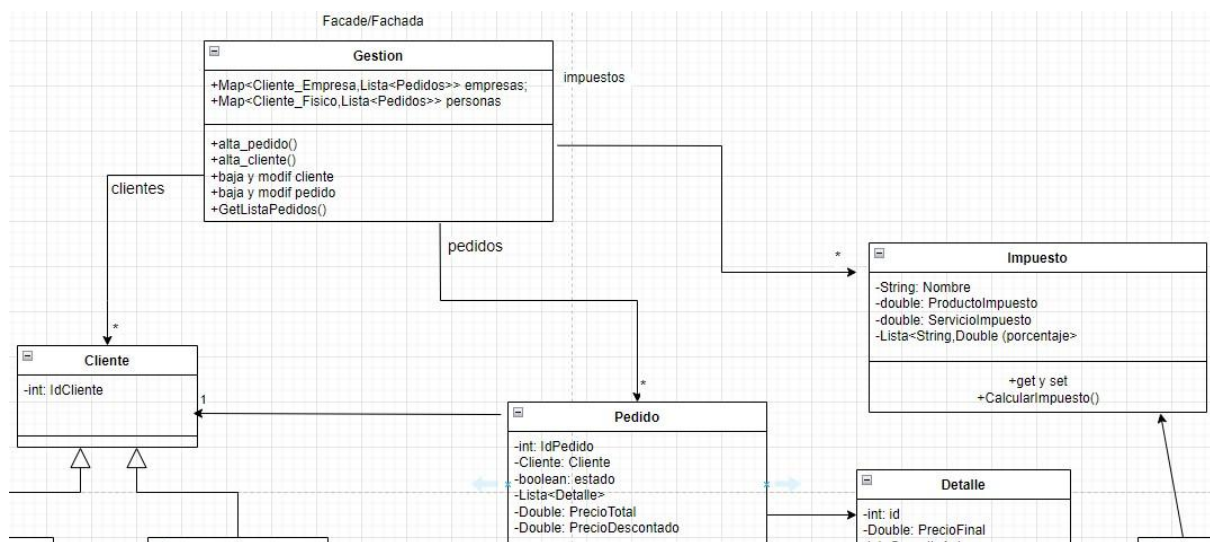 Facade/Fachada
Gestion
+Map<Cliente_Empresa,Lista<Pedidos>> empresas;
+Map<Cliente_Fisico,Lista<Pedidos>> personas
+alta_pedido()
+alta_cliente()
+baja y modif cliente
+baja y modif pedido
+GetListaPedidos()
impuestos
clientes
pedidos
*
Impuesto
-String: Nombre
-double: ProductoImpuesto
-double: ServicioImpuesto
-Lista<String,Double (porcentaje>
+get y set
+CalcularImpuesto()
*
Cliente
-int: IdCliente
1
*
Pedido
-int: IdPedido
-Cliente: Cliente
-boolean: estado
-Lista<Detalle>
-Double: PrecioTotal
-Double: PrecioDescontado
Detalle
-int: id
-Double: PrecioFinal